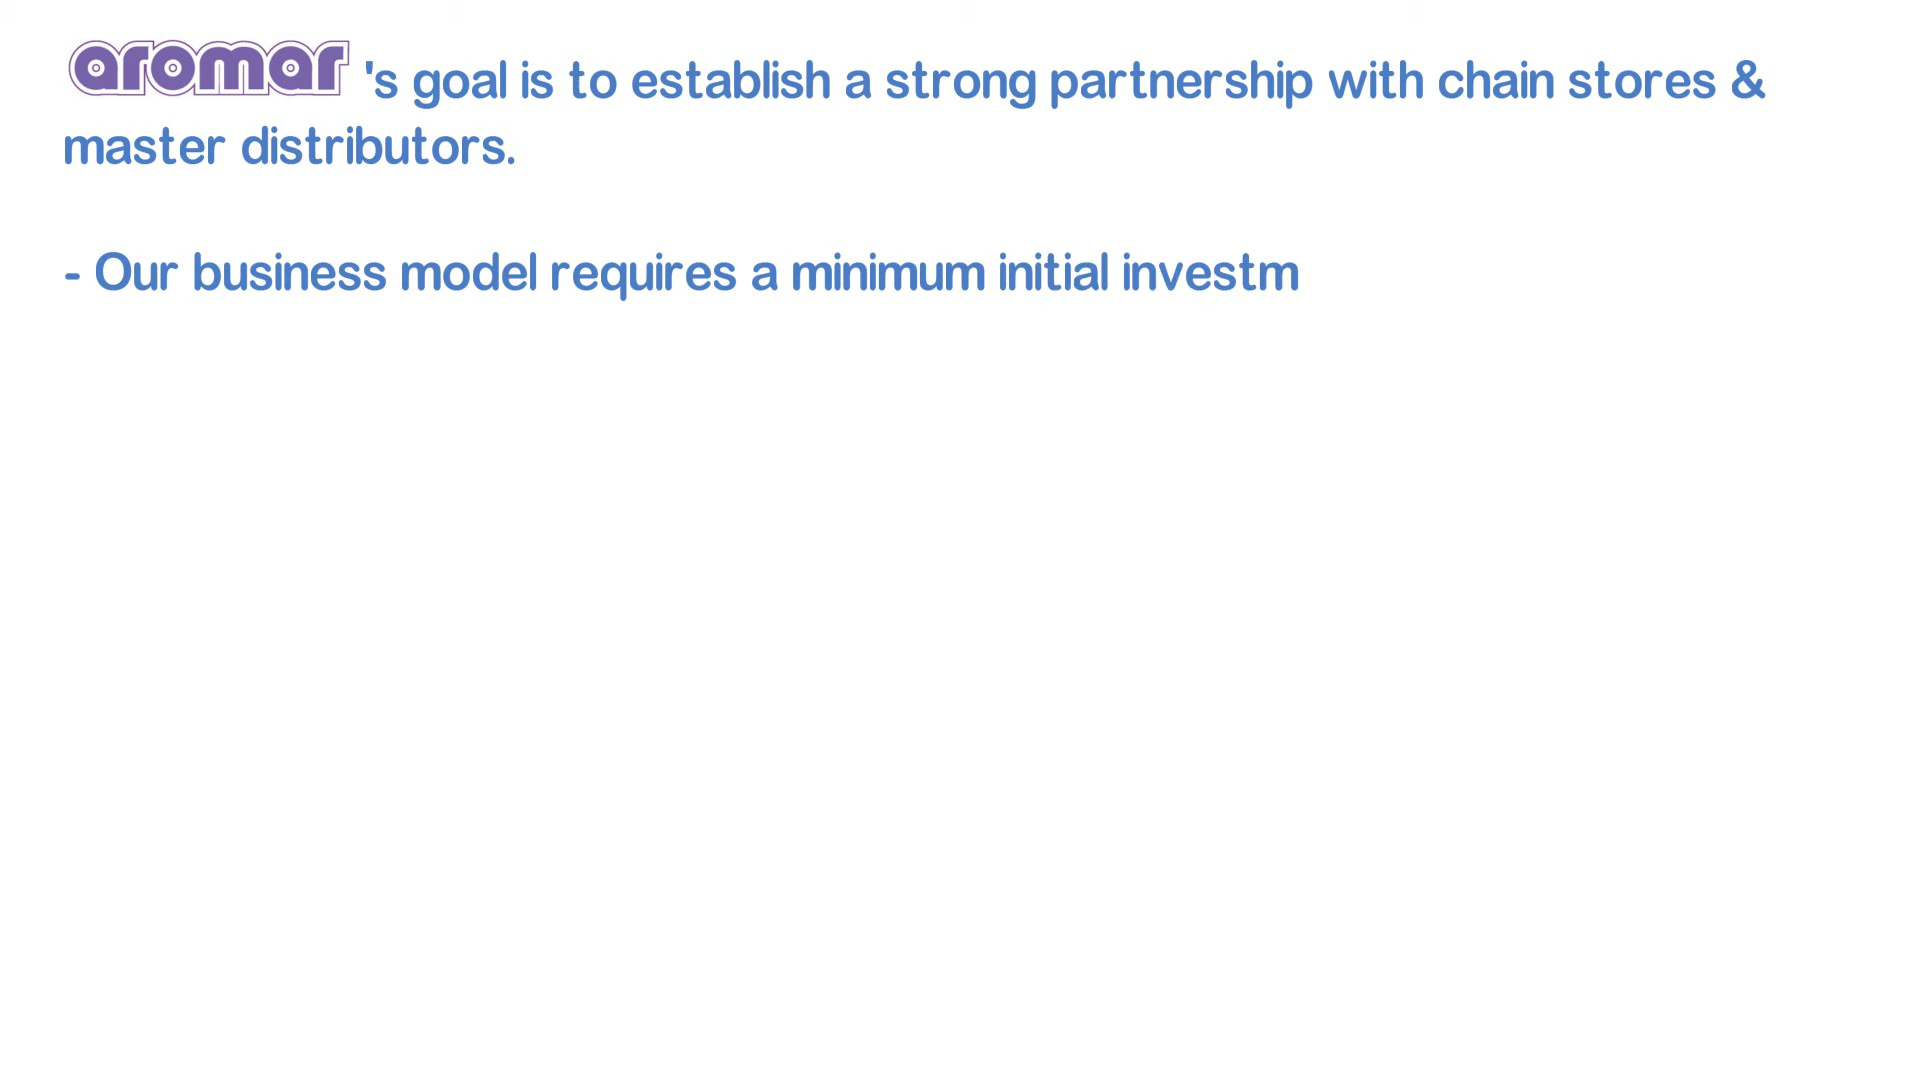 aromar 's goal is to establish a strong partnership with chain stores &
master distributors.
- Our business model requires a minimum initial investm